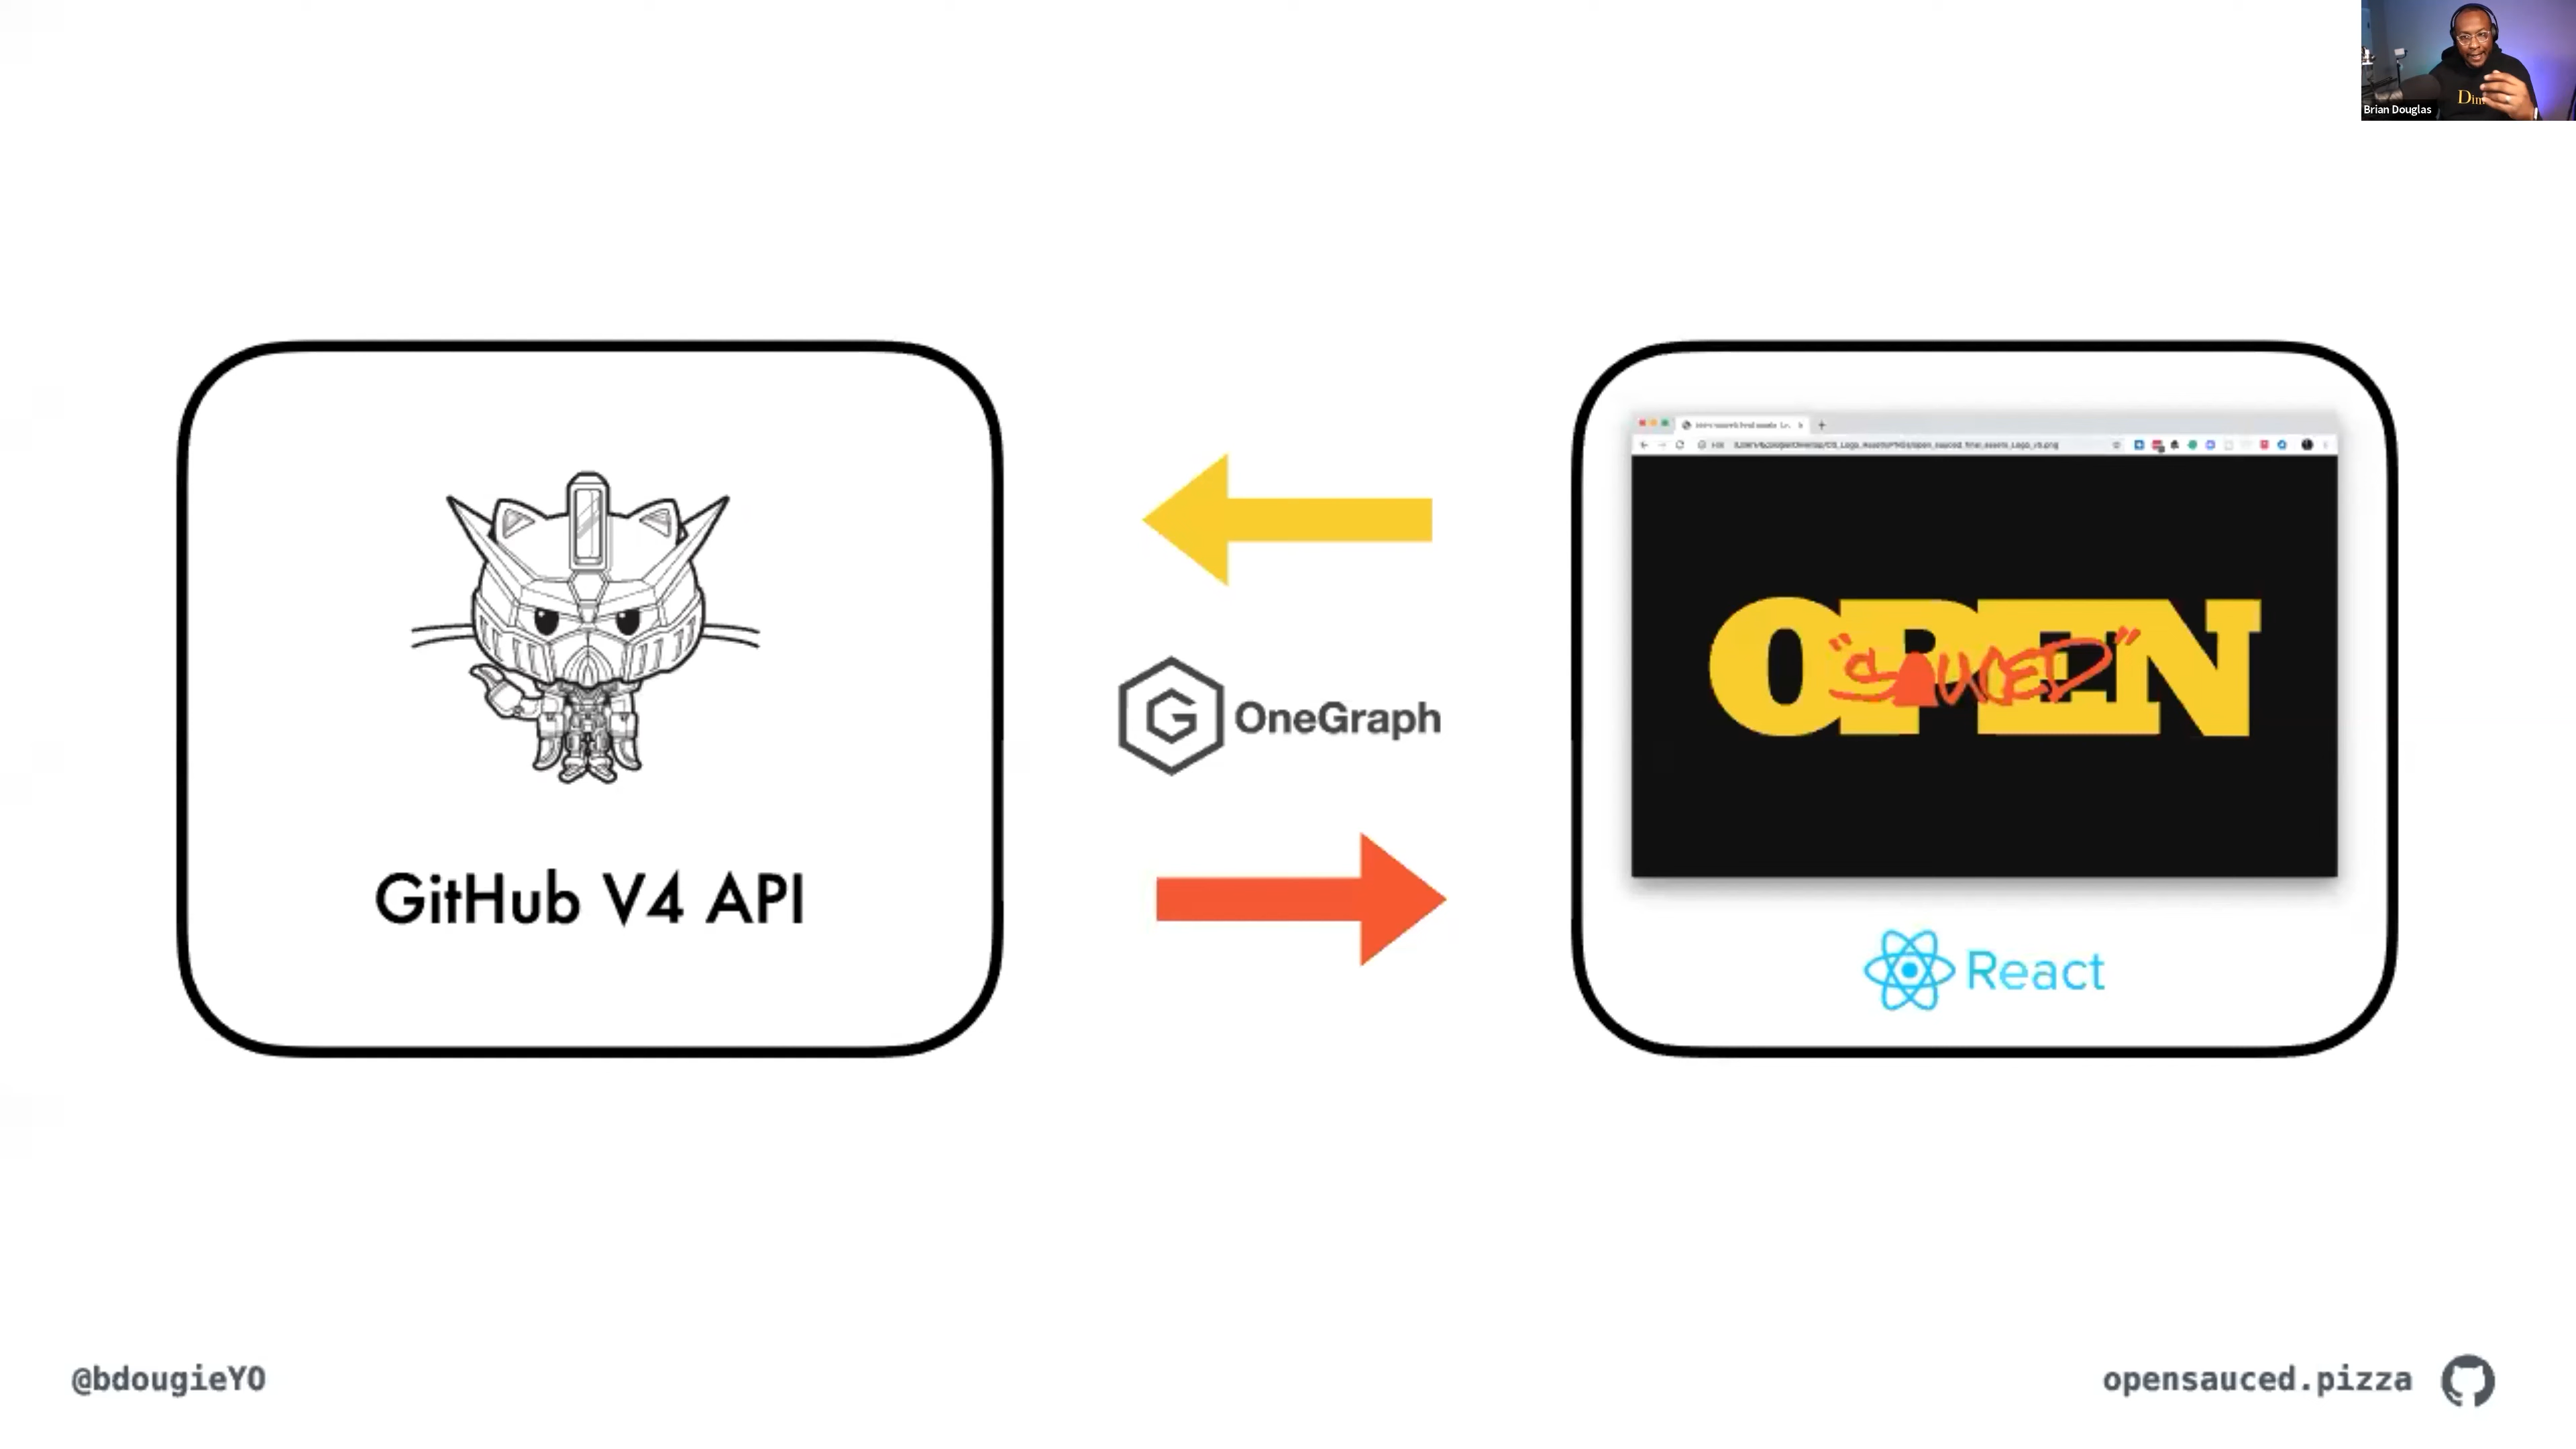 Brian Douglas
OPEN
"SAUCED"
OneGraph
GitHub V4 API
React
@bdougieYO
opensauced.pizza